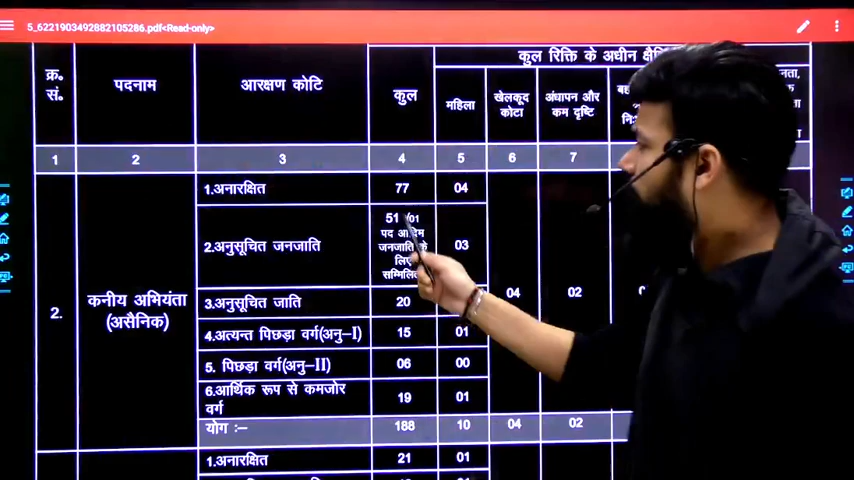 5_6221903492882105286.pdf<Read-only>
कुल रिक्ति के अधीन
क्र०
सं०
पदनाम
आरक्षण कोटि
कुल
महिला
खेलकूद
कोटा
अंधापन और
कम दृष्टि
1 2 3 4 5 6 7
1.अनारक्षित 77 04
2.अनुसूचित जनजाति
51
पद
जनजाति के
लिए
03
2.
कनीय अभियंता
(असैनिक)
3.अनुसूचित जाति 20
04 02
4.अत्यन्त पिछड़ा वर्ग(अनु–I) 15 01
5. पिछड़ा वर्ग(अनु–II) 06 00
6.आर्थिक रूप से कमजोर
वर्ग
19 01
योग :– 188 10 04 02
1.अनारक्षित 21 01